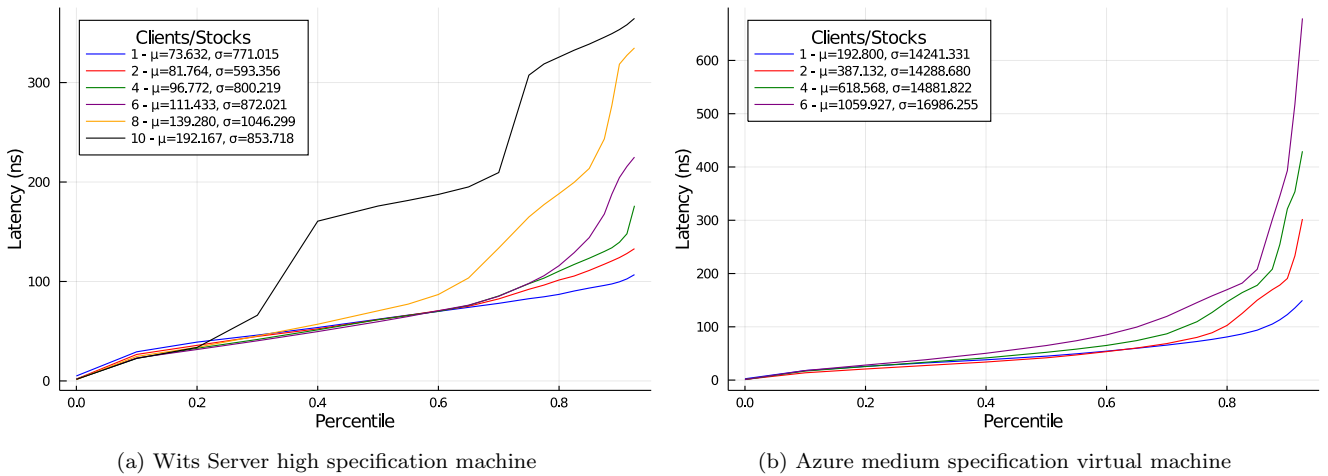 Clients/Stocks
1 - μ=73.632, σ=771.015
2 - μ=81.764, σ=593.356
4 - μ=96.772, σ=800.219
6 - μ=111.433, σ=872.021
8 - μ=139.280, σ=1046.299
10 - μ=192.167, σ=853.718
300
200
100
0
Latency (ns)
0.0 0.2 0.4 0.6 0.8
Percentile
(a) Wits Server high specification machine
Clients/Stocks
1 - μ=192.800, σ=14241.331
2 - μ=387.132, σ=14288.680
4 - μ=618.568, σ=14881.822
6 - μ=1059.927, σ=16986.255
600
500
400
300
200
100
0
Latency (ns)
0.0 0.2 0.4 0.6 0.8
Percentile
(b) Azure medium specification virtual machine